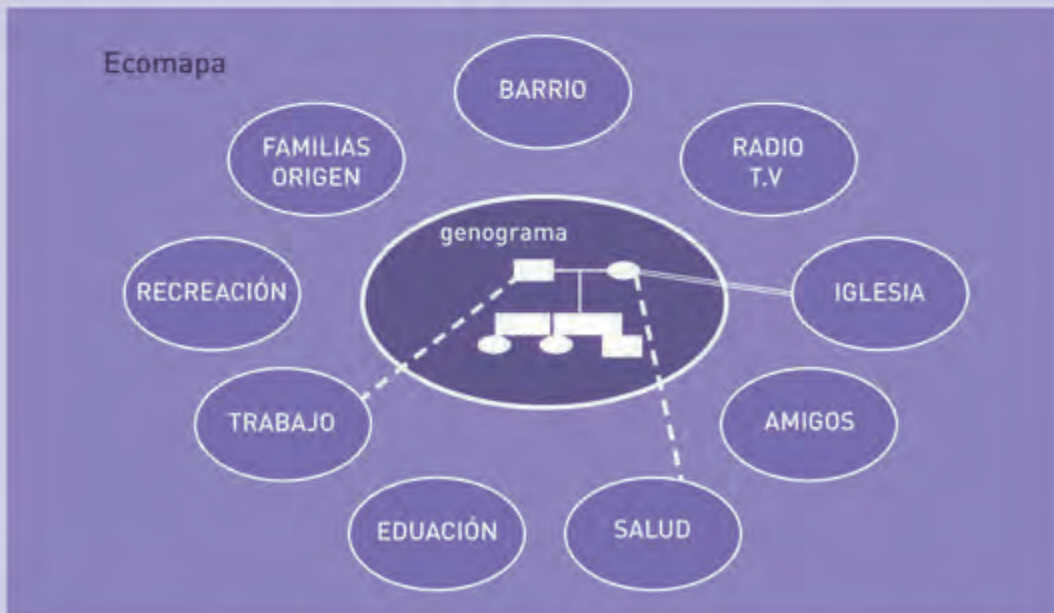 Ecomapa
BARRIO
FAMILIAS
ORIGEN
RADIO
T.V
genograma
RECREACIÓN
IGLESIA
TRABAJO
AMIGOS
EDUACIÓN
SALUD